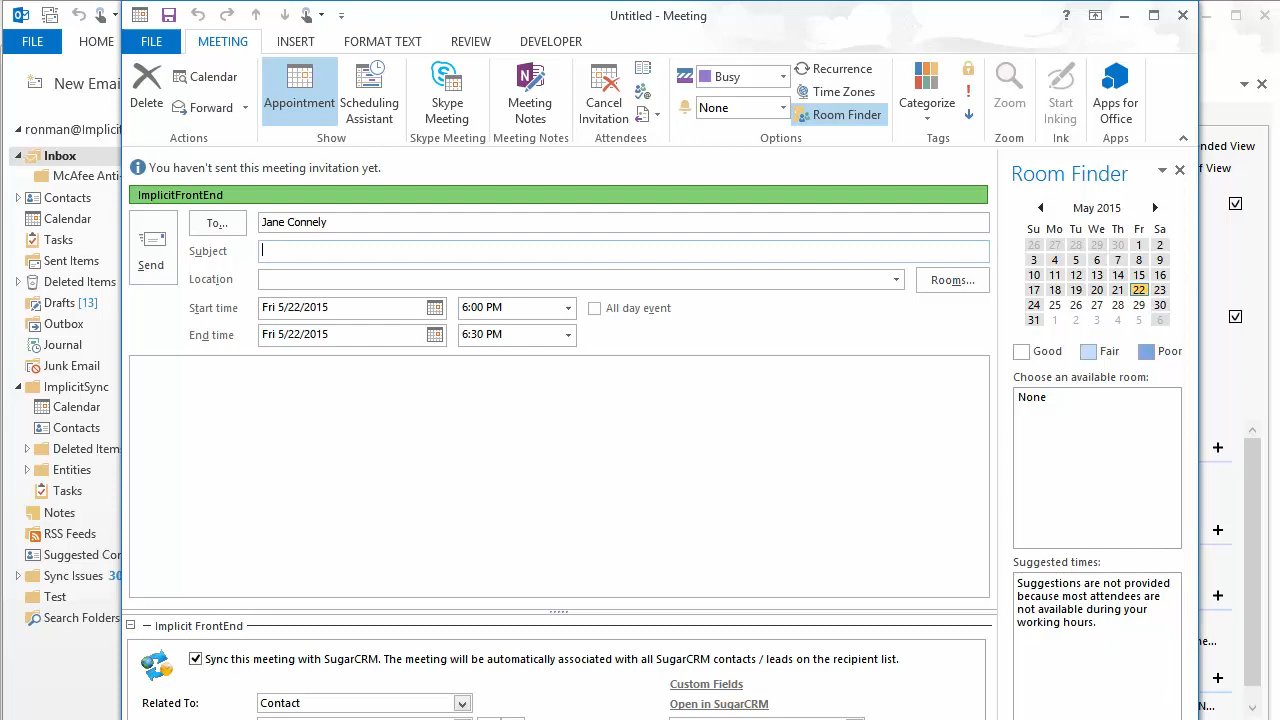 Untitled - Meeting
?
FILE
HOME
FILE
MEETING
INSERT
FORMAT TEXT
REVIEW
DEVELOPER
New Emai
Delete
Calendar
Forward
Actions
Appointment
Scheduling
Assistant
Show
Skype
Meeting
Skype Meeting
Meeting
Notes
Meeting Notes
Cancel
Invitation
Attendees
Busy
None
Recurrence
Time Zones
Room Finder
Options
Categorize
Tags
Zoom
Zoom
Start
Inking
Ink
Apps for
Office
Apps
ronman@Implicit
Inbox
McAfee Anti-
Contacts
Calendar
Tasks
Sent Items
Deleted Items
Drafts [13]
Outbox
Journal
Junk Email
ImplicitSync
Calendar
Contacts
Deleted Item
Entities
Tasks
Notes
RSS Feeds
Suggested Con
Sync Issues 30
Test
Search Folders
You haven't sent this meeting invitation yet.
ImplicitFrontEnd
Send
To...
Jane Connely
Subject
Location
Rooms...
Start time
Fri 5/22/2015
6:00 PM
All day event
End time
Fri 5/22/2015
6:30 PM
Implicit FrontEnd
Sync this meeting with SugarCRM. The meeting will be automatically associated with all SugarCRM contacts / leads on the recipient list.
Related To:
Contact
Custom Fields
Open in SugarCRM
Room Finder
May 2015
Su Mo Tu We Th Fr Sa
26 27 28 29 30 1 2
3 4 5 6 7 8 9
10 11 12 13 14 15 16
17 18 19 20 21 22 23
24 25 26 27 28 29 30
31 1 2 3 4 5 6
Good
Fair
Poor
Choose an available room:
None
Suggested times:
Suggestions are not provided
because most attendees are
not available during your
working hours.
nded View
f View
ne...
N...